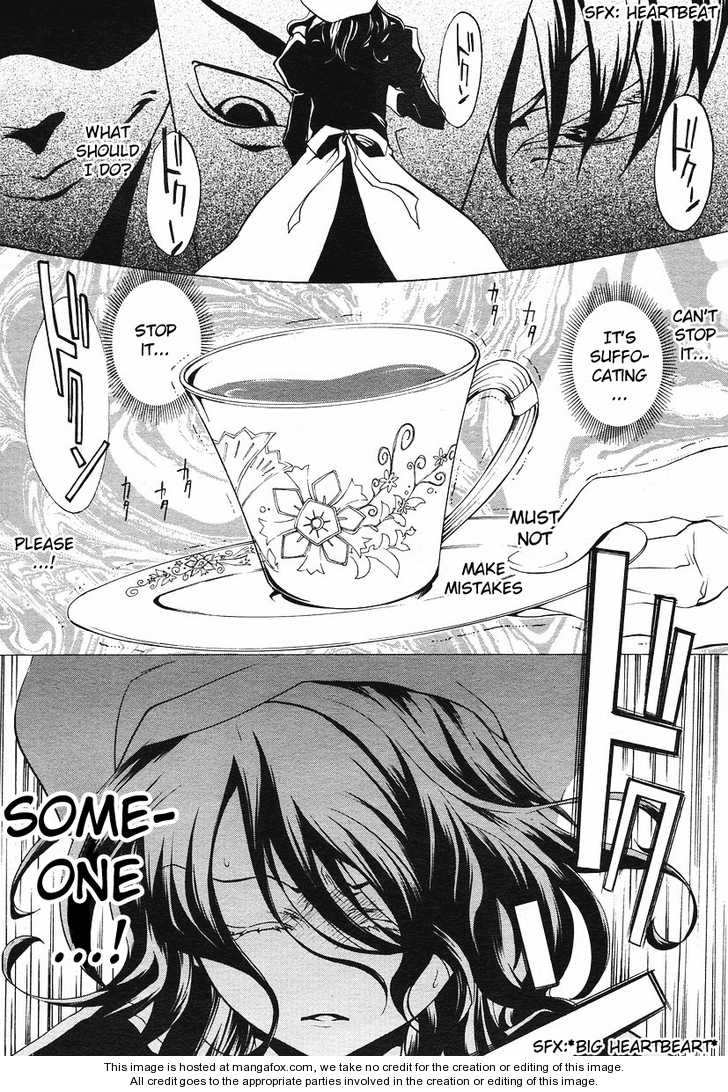 SFX: HEARTBEAT
ドクン
ドクン
ドクン
ドクン
WHAT
SHOULD
I DO?
CAN'T
STOP
IT...
IT'S
SUFFO-
CATING
...
STOP
IT...
カタ
カタ
カタ
カタ
ドクン
MUST
NOT
MAKE
MISTAKES
PLEASE
...!
ドクン
SOME-
ONE
....!
SFX:*BIG HEARTBEART*
This image is hosted at mangafox.com, we take no credit for the creation or editing of this image.
All credit goes to the appropriate parties involved in the creation or editing of this image.